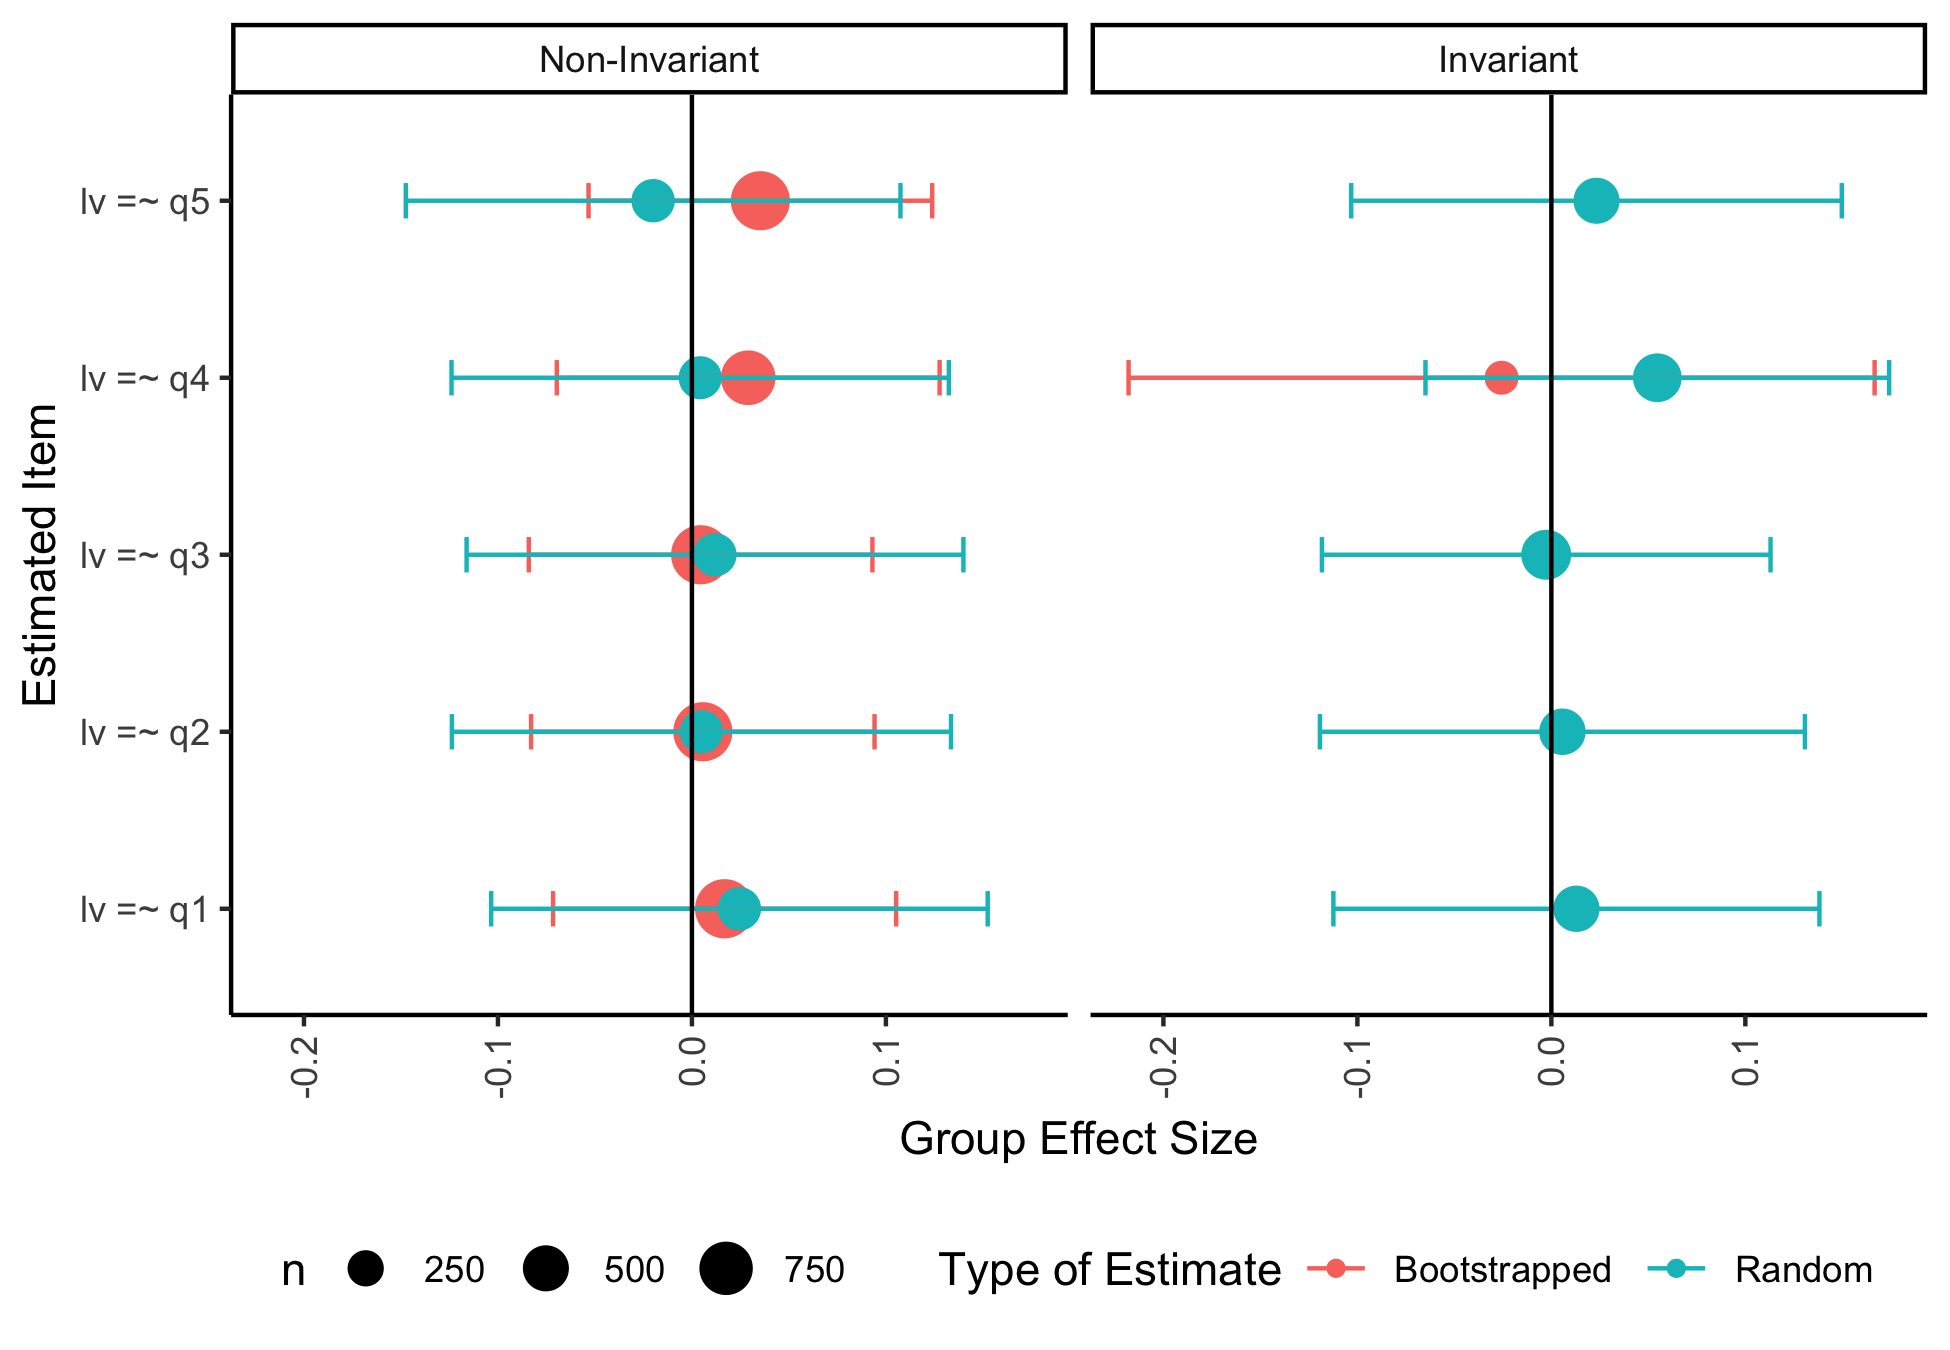 Non-Invariant
Invariant
Estimated Item
lv =~ q5
lv =~ q4
lv =~ q3
lv =~ q2
lv =~ q1
-0.2 -0.1 0.0 0.1
-0.2 -0.1 0.0 0.1
Group Effect Size
n 250 500 750 Type of Estimate Bootstrapped Random